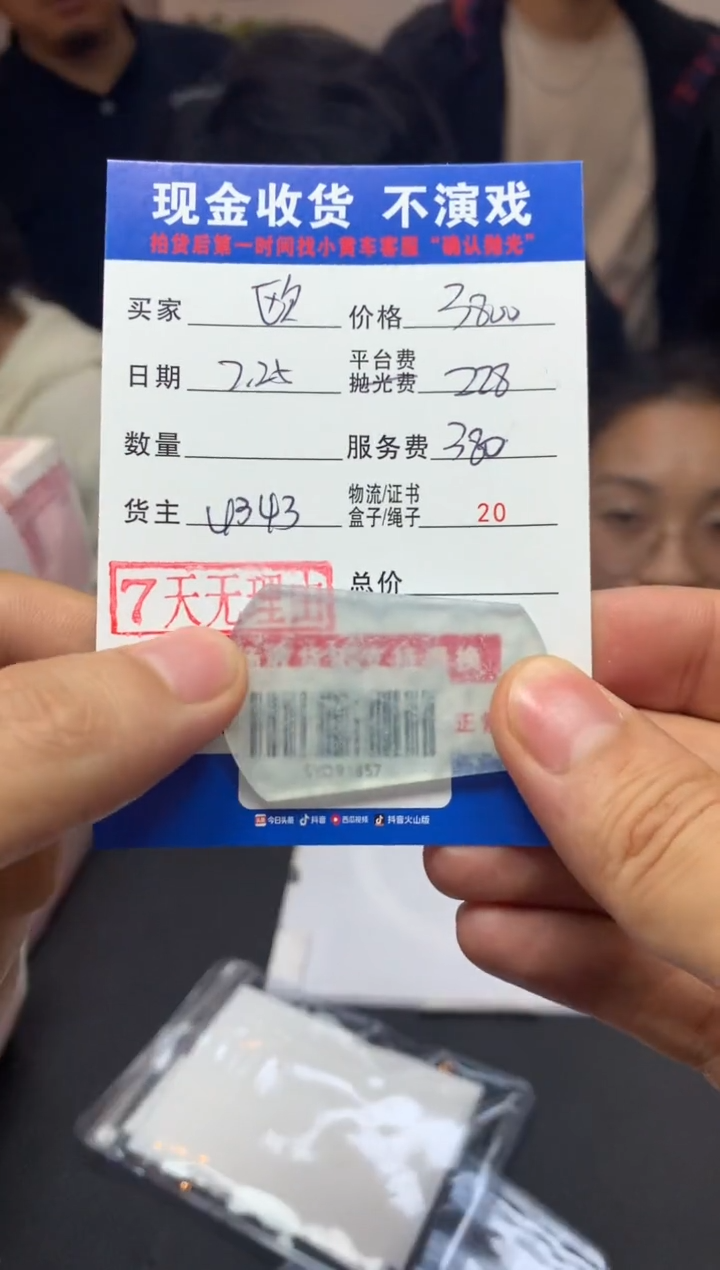 现金收货 不演戏
拍货后第一时间找小黄车客服“确认抛光”
买家 欧 价格 3800
日期 7.25 平台费 抛光费 228
数量 服务费 380
货主 U343 物流/证书 盒子/绳子 20
7天无理由 总价
今日头条 抖音 西瓜视频 抖音火山版